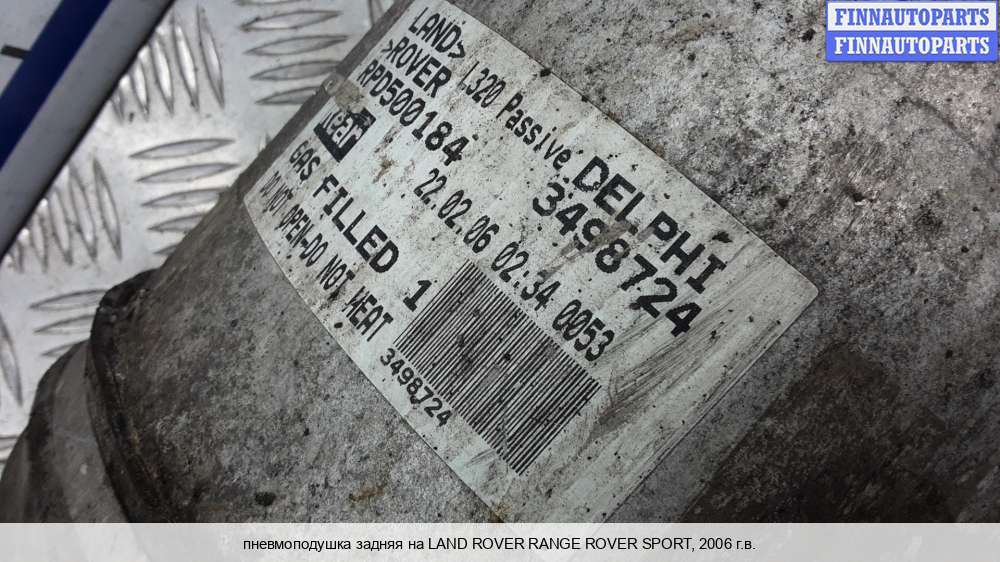 FINNAUTOPARTS
FINNAUTOPARTS
LAND>
>ROVER L320 Passive DELPHI
RPD500184 3498724
22.02.06 02:34 0053
GAS FILLED 1
DO NOT OPEN-DO NOT HEAT
3498724
пневмоподушка задняя на LAND ROVER RANGE ROVER SPORT, 2006 г.в.